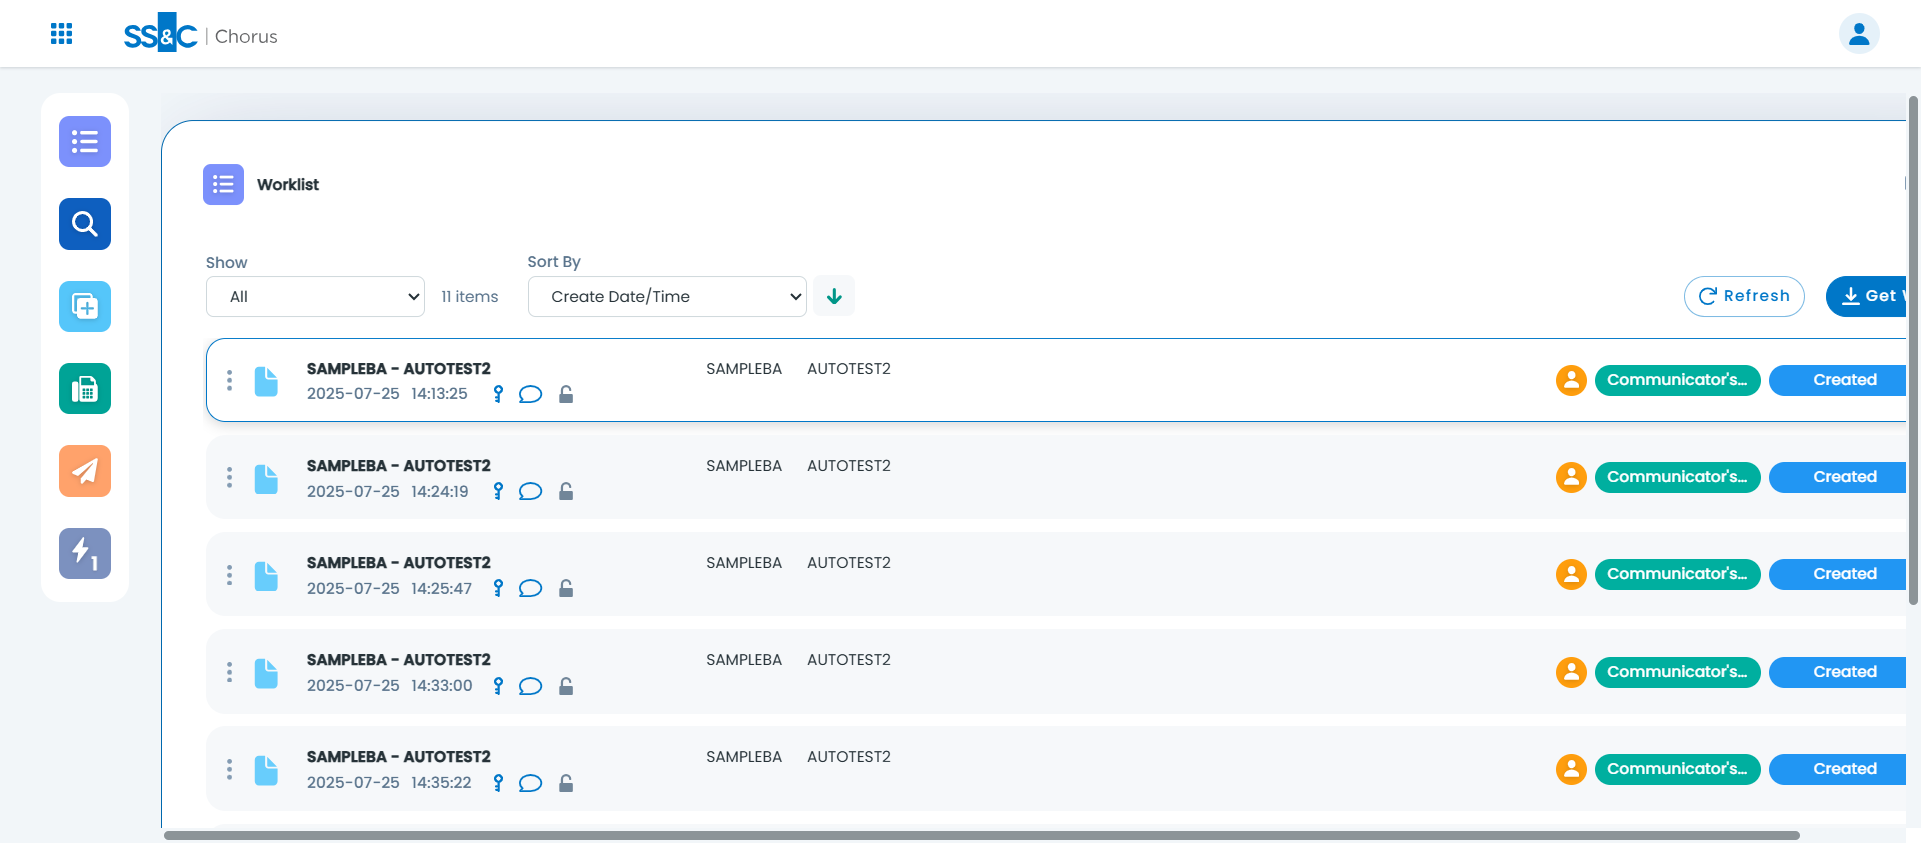 SS&C | Chorus
Worklist
Show
Sort By
All
11 items
Create Date/Time
Refresh
Get
SAMPLEBA - AUTOTEST2
SAMPLEBA AUTOTEST2
2025-07-25 14:13:25
Communicator's...
Created
SAMPLEBA - AUTOTEST2
SAMPLEBA AUTOTEST2
2025-07-25 14:24:19
Communicator's...
Created
SAMPLEBA - AUTOTEST2
SAMPLEBA AUTOTEST2
2025-07-25 14:25:47
Communicator's...
Created
1
SAMPLEBA - AUTOTEST2
SAMPLEBA AUTOTEST2
2025-07-25 14:33:00
Communicator's...
Created
SAMPLEBA - AUTOTEST2
SAMPLEBA AUTOTEST2
2025-07-25 14:35:22
Communicator's...
Created